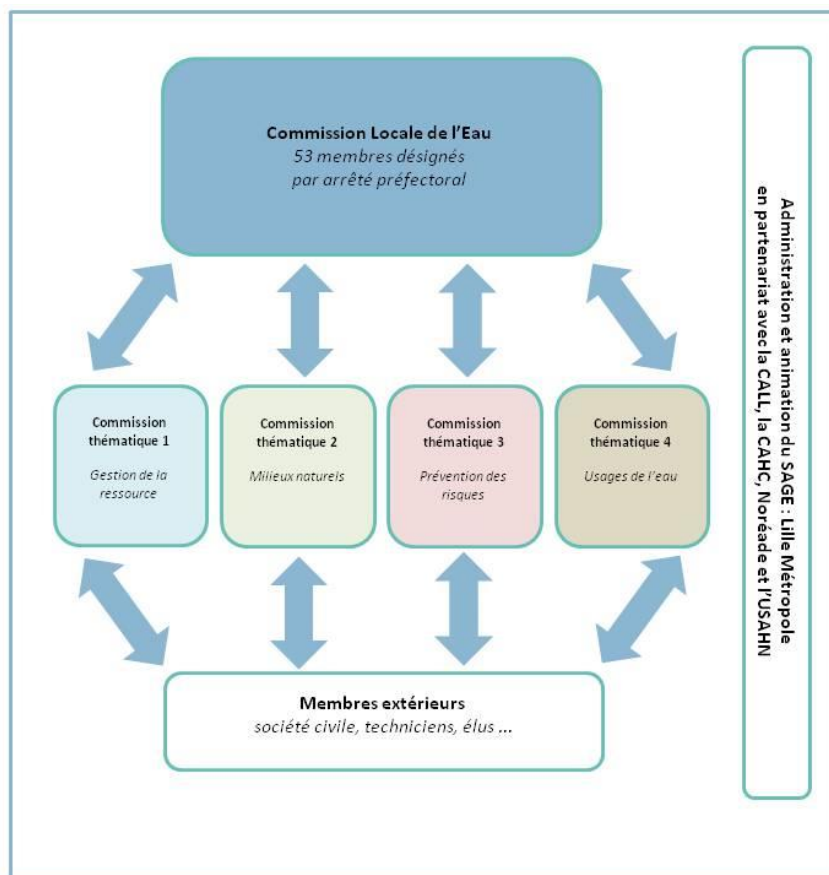 Commission Locale de l’Eau
53 membres désignés
par arrêté préfectoral
Commission
thématique 1
Gestion de la
ressource
Commission
thématique 2
Milieux naturels
Commission
thématique 3
Prévention des
risques
Commission
thématique 4
Usages de l’eau
Membres extérieurs
société civile, techniciens, élus ...
Administration et animation du SAGE : Lille Métropole
en partenariat avec la CALL, la CAHC, Noréade et l’USAHN